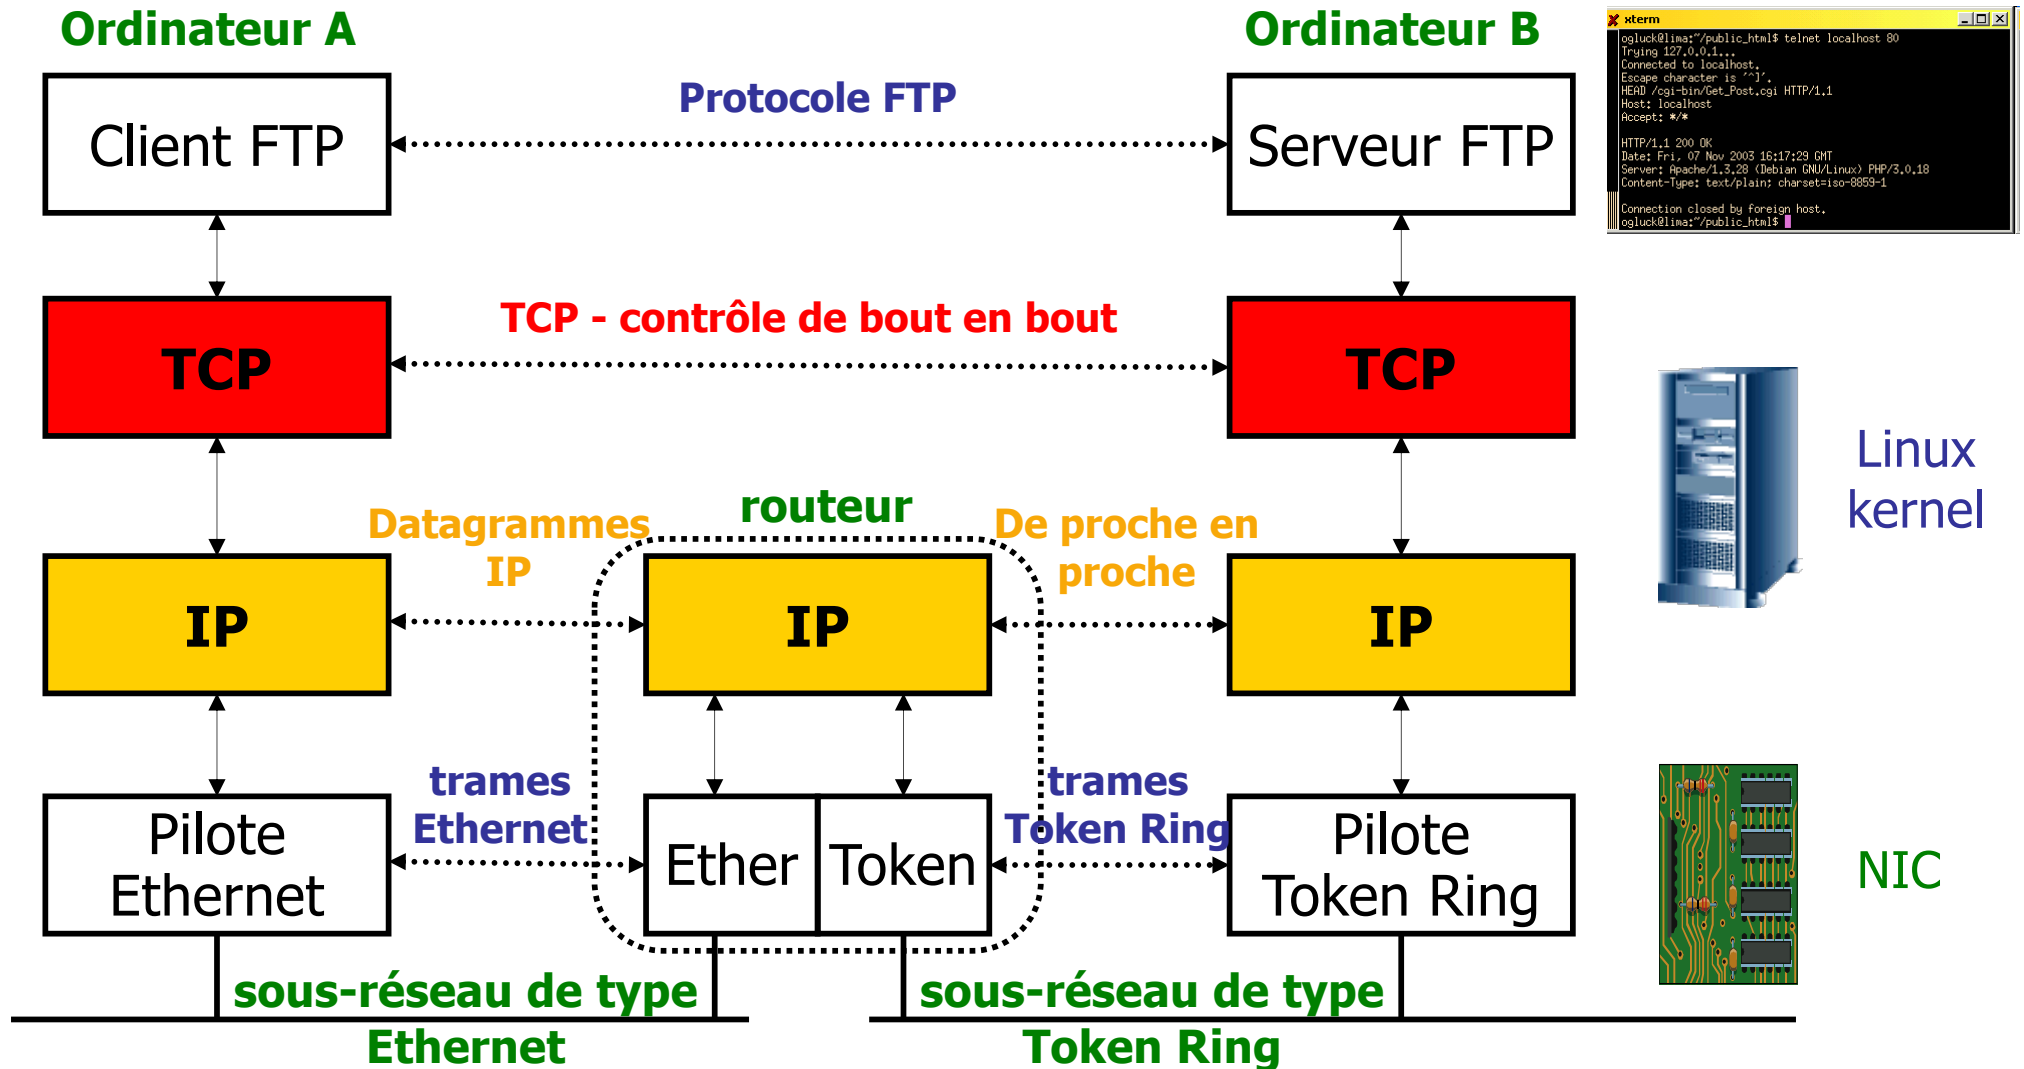 Ordinateur A
Ordinateur B
xterm
ogluck@lima:~/public_html$ telnet localhost 80
Trying 127.0.0.1...
Connected to localhost.
Escape character is '^]'.
HEAD /cgi-bin/Get_Post.cgi HTTP/1.1
Host: localhost
Accept: */*
HTTP/1.1 200 OK
Date: Fri, 07 Nov 2003 16:17:29 GMT
Server: Apache/1.3.28 (Debian GNU/Linux) PHP/3.0.18
Content-Type: text/plain; charset=iso-8859-1
Connection closed by foreign host.
ogluck@lima:~/public_html$
Client FTP
Protocole FTP
Serveur FTP
TCP - contrôle de bout en bout
TCP
TCP
Linux
kernel
Datagrammes
IP
routeur
De proche en
proche
IP
IP
IP
trames
Ethernet
trames
Token Ring
Pilote
Ethernet
Ether
Token
Pilote
Token Ring
NIC
sous-réseau de type
Ethernet
sous-réseau de type
Token Ring